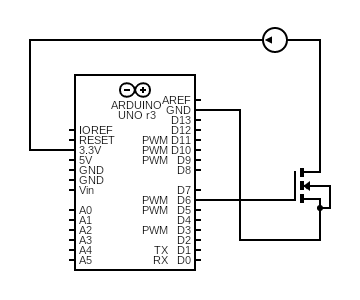 ARDUINO
UNO r3
AREF
GND
D13
IOREF D12
RESET PWM D11
3.3V PWM D10
5V PWM D9
GND D8
GND
Vin D7
PWM D6
A0 PWM D5
A1 D4
A2 PWM D3
A3 D2
A4 TX D1
A5 RX D0